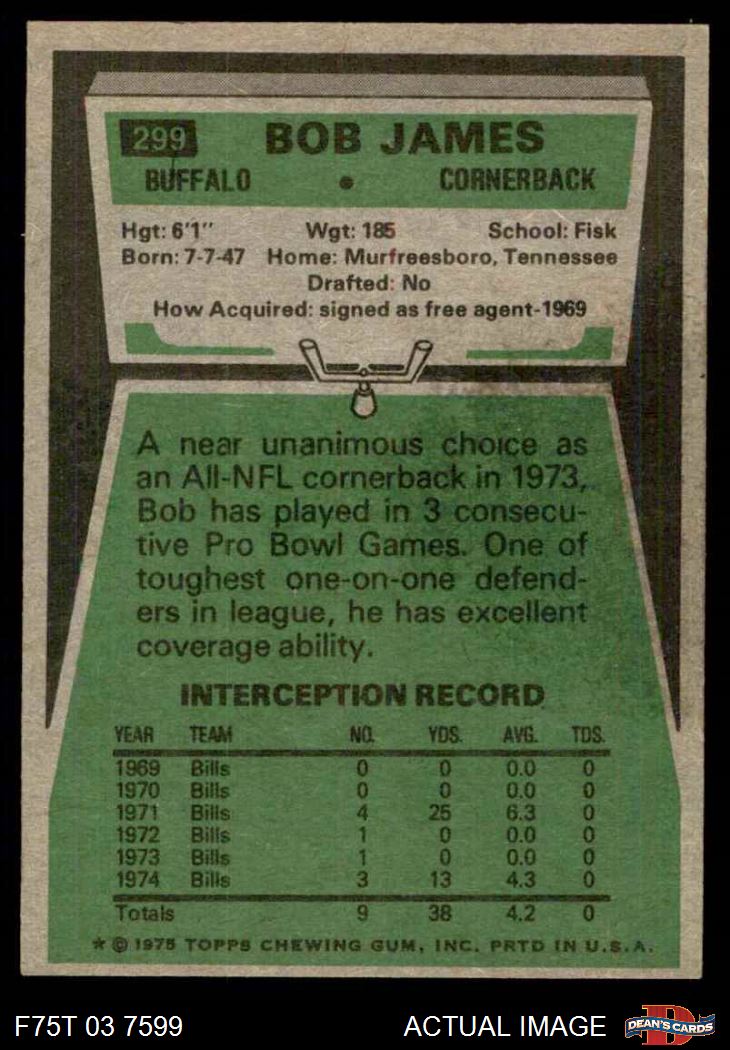 299 BOB JAMES
BUFFALO • CORNERBACK
Hgt: 6'1" Wgt: 185 School: Fisk
Born: 7-7-47 Home: Murfreesboro, Tennessee
Drafted: No
How Acquired: signed as free agent-1969
A near unanimous choice as
an All-NFL cornerback in 1973,
Bob has played in 3 consecu-
tive Pro Bowl Games. One of
toughest one-on-one defend-
ers in league, he has excellent
coverage ability.
INTERCEPTION RECORD
YEAR TEAM NO. YDS. AVG. TDS.
1969 Bills 0 0 0.0 0
1970 Bills 0 0 0.0 0
1971 Bills 4 25 6.3 0
1972 Bills 1 0 0.0 0
1973 Bills 1 0 0.0 0
1974 Bills 3 13 4.3 0
Totals 9 38 4.2 0
* © 1975 TOPPS CHEWING GUM, INC. PRTD IN U.S.A.
F75T 03 7599 ACTUAL IMAGE D DEAN'S CARDS